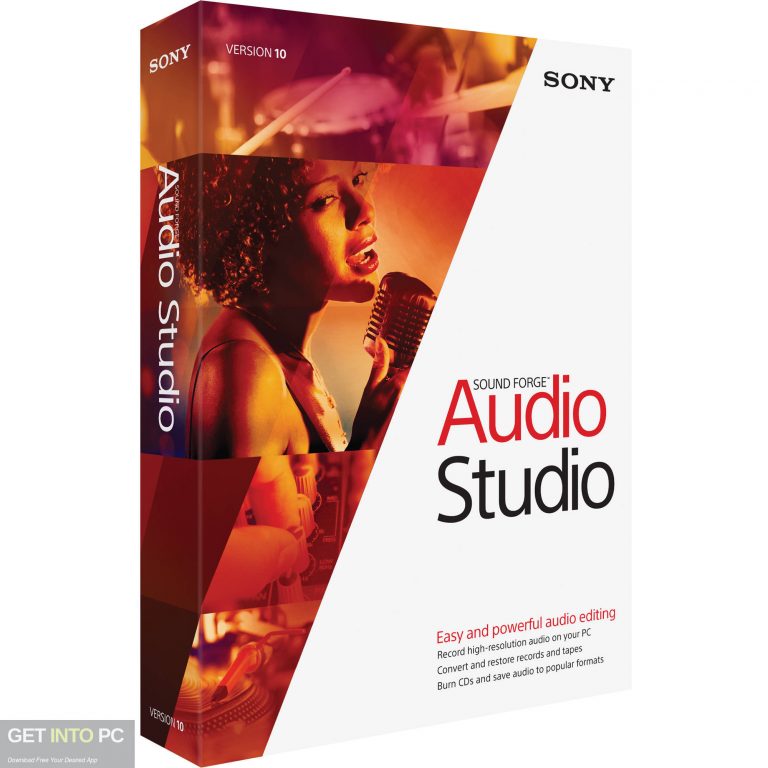 VERSION 10
SONY
SONY
SOUND FORGE
Audio Studio
SOUND FORGE™
Audio
Studio
Easy and powerful audio editing
Record high-resolution audio on your PC
Convert and restore records and tapes
Burn CDs and save audio to popular formats
VERSION 10
GET INTO PC
Download Free Your Desired App